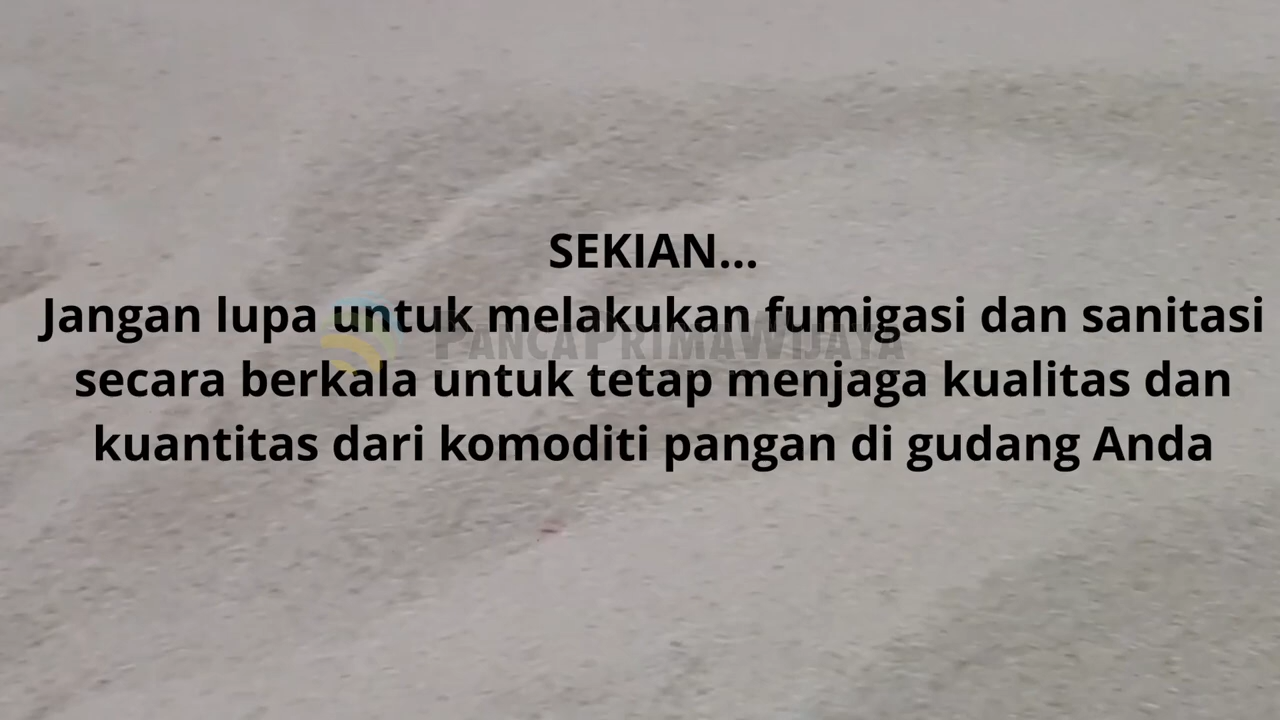 SEKIAN...
Jangan lupa untuk melakukan fumigasi dan sanitasi
PANCAPRIMAWIJAYA
secara berkala untuk tetap menjaga kualitas dan
kuantitas dari komoditi pangan di gudang Anda